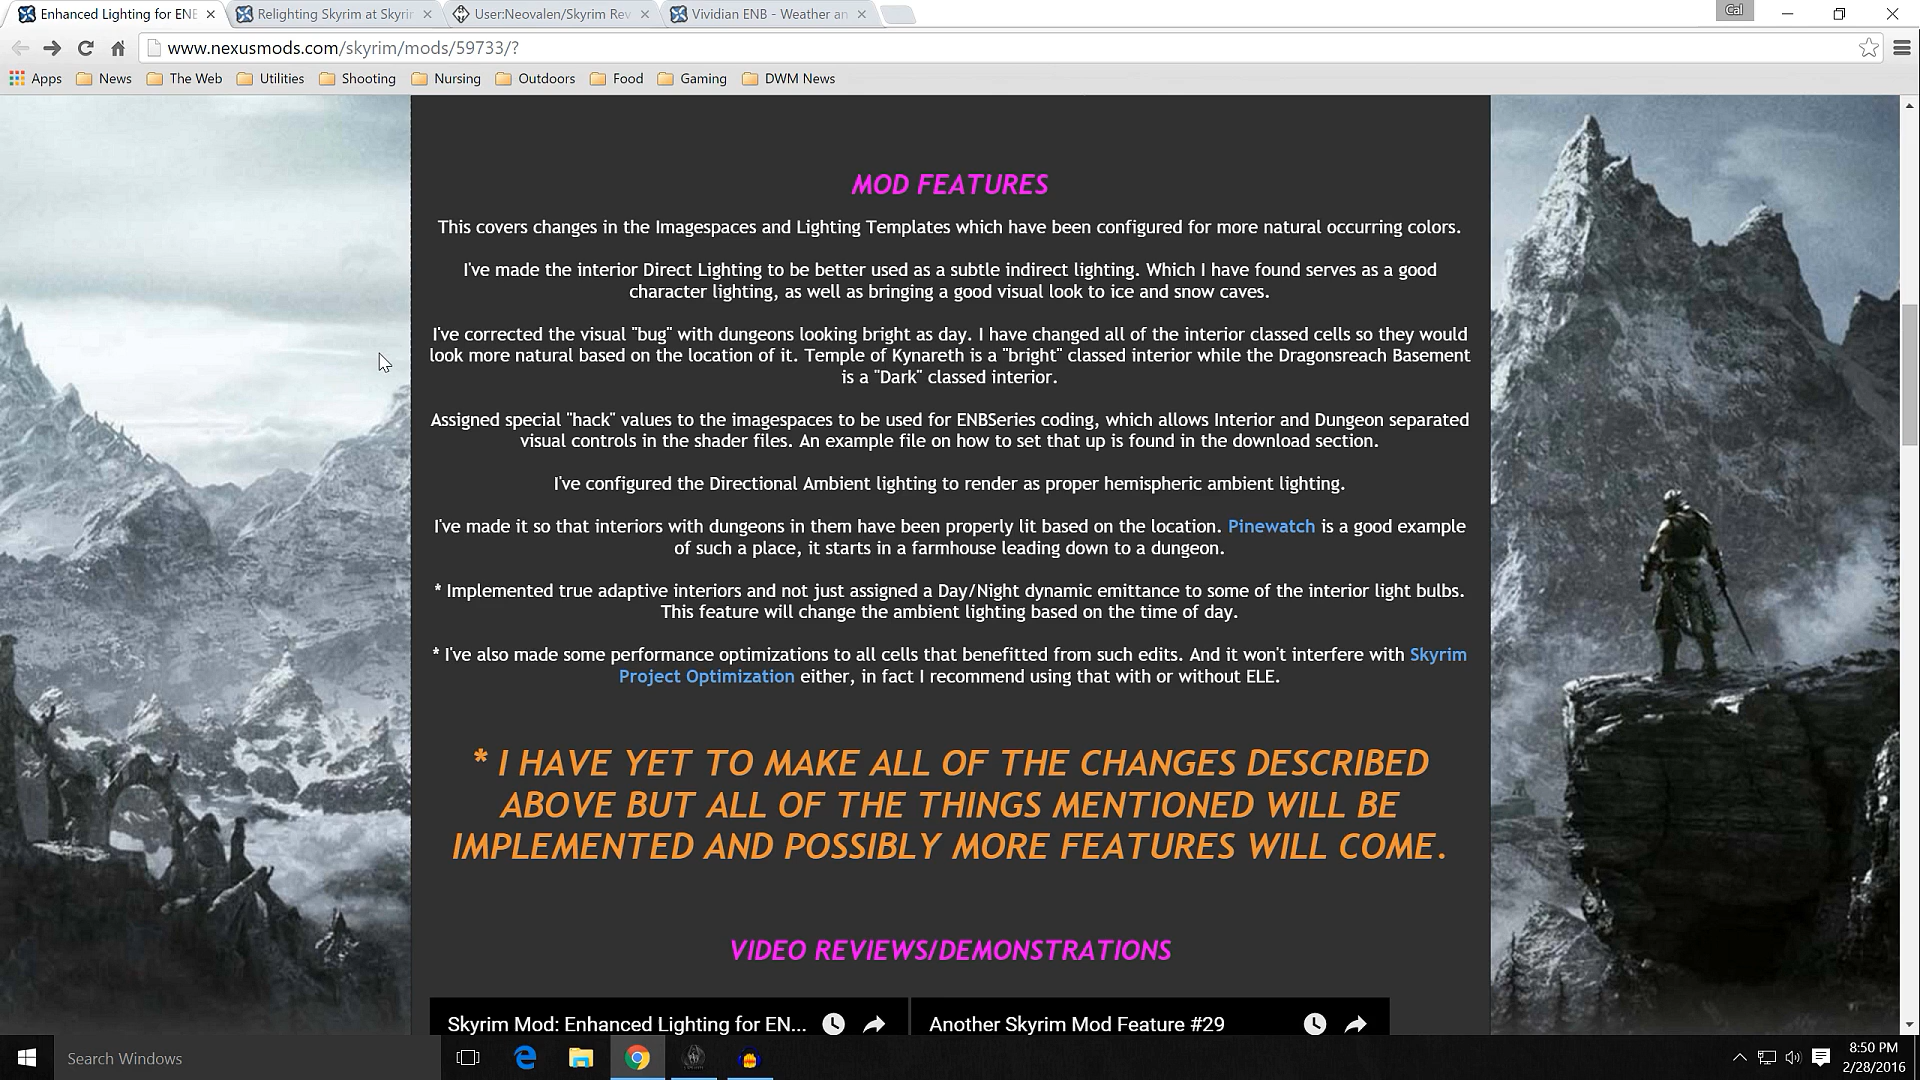 Enhanced Lighting for ENB
Relighting Skyrim at Skyrim
User:Neovalen/Skyrim Rev
Vividian ENB - Weather an
Cal
www.nexusmods.com/skyrim/mods/59733/?
Apps
News
The Web
Utilities
Shooting
Nursing
Outdoors
Food
Gaming
DWM News
MOD FEATURES
This covers changes in the Imagespaces and Lighting Templates which have been configured for more natural occurring colors.
I've made the interior Direct Lighting to be better used as a subtle indirect lighting. Which I have found serves as a good
character lighting, as well as bringing a good visual look to ice and snow caves.
I've corrected the visual "bug" with dungeons looking bright as day. I have changed all of the interior classed cells so they would
look more natural based on the location of it. Temple of Kynareth is a "bright" classed interior while the Dragonsreach Basement
is a "Dark" classed interior.
Assigned special "hack" values to the imagespaces to be used for ENBSeries coding, which allows Interior and Dungeon separated
visual controls in the shader files. An example file on how to set that up is found in the download section.
I've configured the Directional Ambient lighting to render as proper hemispheric ambient lighting.
I've made it so that interiors with dungeons in them have been properly lit based on the location. Pinewatch is a good example
of such a place, it starts in a farmhouse leading down to a dungeon.
* Implemented true adaptive interiors and not just assigned a Day/Night dynamic emittance to some of the interior light bulbs.
This feature will change the ambient lighting based on the time of day.
* I've also made some performance optimizations to all cells that benefitted from such edits. And it won't interfere with Skyrim
Project Optimization either, in fact I recommend using that with or without ELE.
* I HAVE YET TO MAKE ALL OF THE CHANGES DESCRIBED
ABOVE BUT ALL OF THE THINGS MENTIONED WILL BE
IMPLEMENTED AND POSSIBLY MORE FEATURES WILL COME.
VIDEO REVIEWS/DEMONSTRATIONS
Skyrim Mod: Enhanced Lighting for EN...
Another Skyrim Mod Feature #29
Search Windows
8:50 PM
2/28/2016